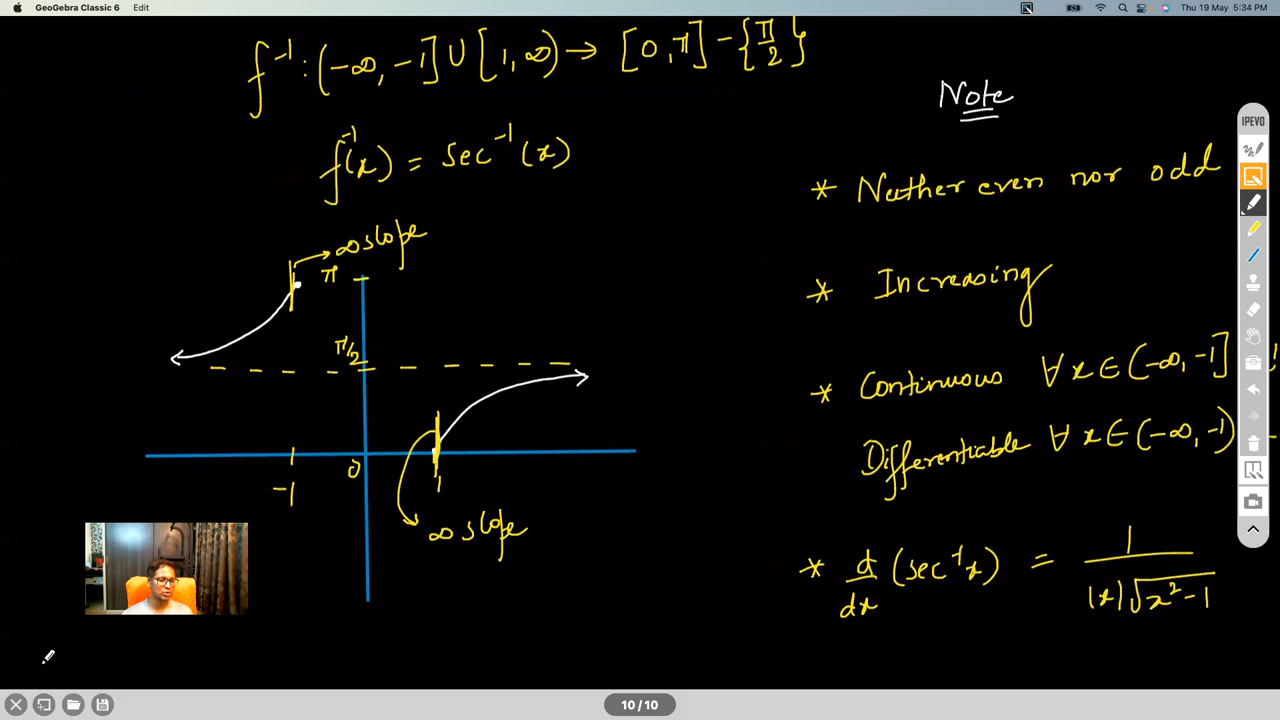 GeoGebra Classic 6 Edit Thu 19 May 5:34 PM
f⁻¹ : (-∞, -1] ∪ [1, ∞) → [0, π] - {π/2}
f⁻¹(x) = sec⁻¹(x)
∞ slope
π
π/2
-1 0 1
∞ slope
Note
* Neither even nor odd
* Increasing
* Continuous ∀ x ∈ (-∞, -1]
Differentiable ∀ x ∈ (-∞, -1)
* d/dx (sec⁻¹x) = 1/(|x|√(x²-1))
IPEVO
10 / 10